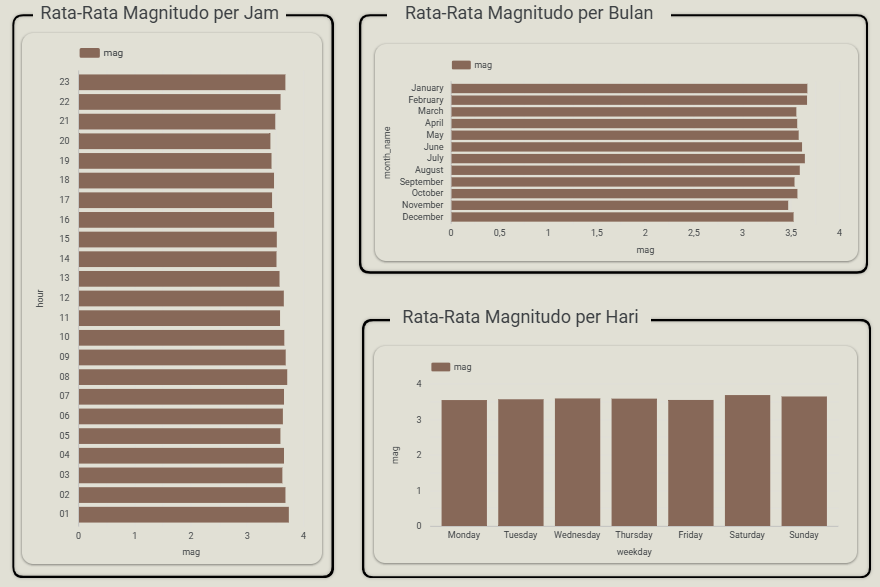 Rata-Rata Magnitudo per Jam
mag
23
22
21
20
19
18
17
16
15
14
13
12
11
10
09
08
07
06
05
04
03
02
01
hour
0 1 2 3 4
mag
Rata-Rata Magnitudo per Bulan
mag
January
February
March
April
May
June
July
August
September
October
November
December
month_name
0 0,5 1 1,5 2 2,5 3 3,5 4
mag
Rata-Rata Magnitudo per Hari
mag
4
3
2
1
0
mag
Monday Tuesday Wednesday Thursday Friday Saturday Sunday
weekday